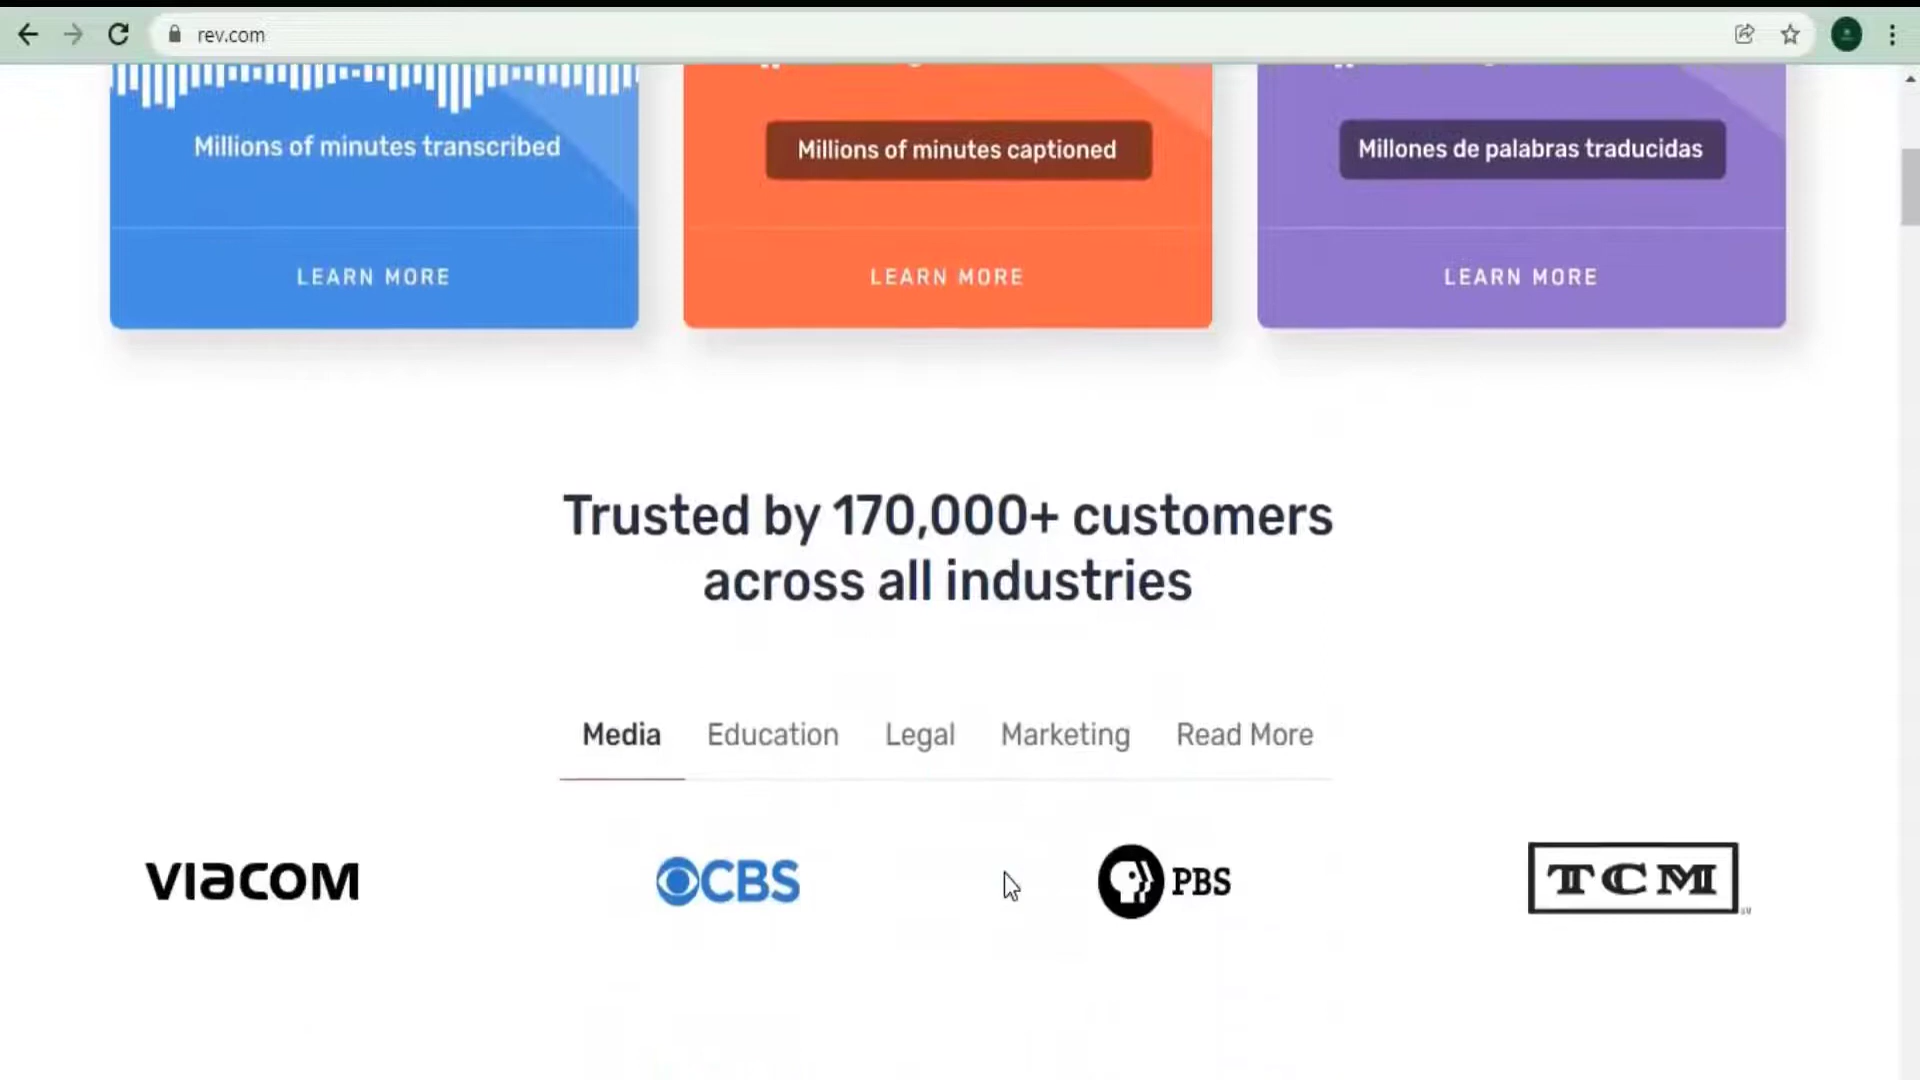 rev.com
Millions of minutes transcribed
Millions of minutes captioned
Millones de palabras traducidas
LEARN MORE
LEARN MORE
LEARN MORE
Trusted by 170,000+ customers
across all industries
Media Education Legal Marketing Read More
VIACOM
CBS
PBS
TCM